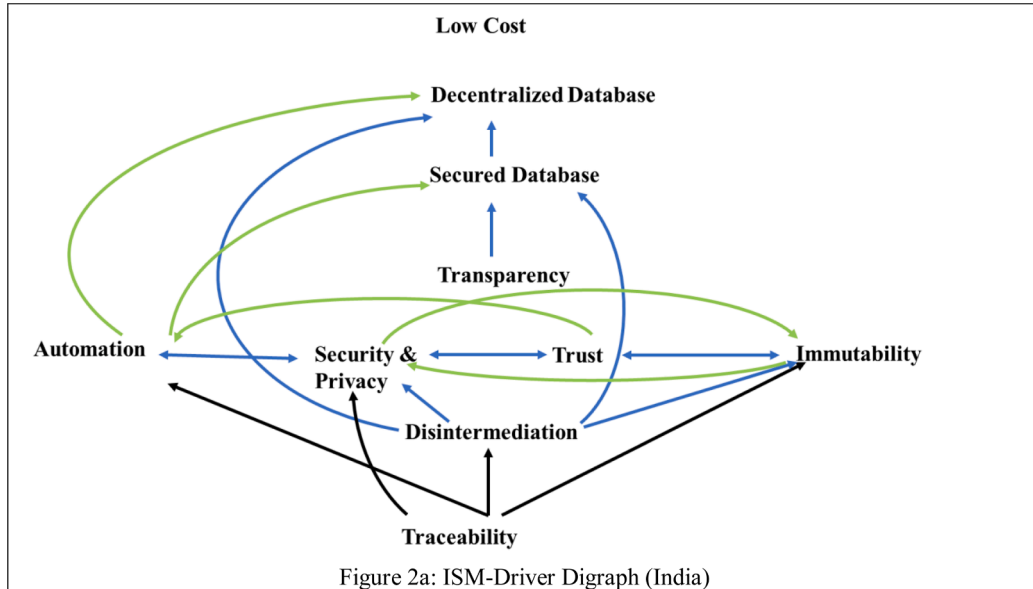 Low Cost
Decentralized Database
Secured Database
Transparency
Automation
Security &
Privacy
Trust
Immutability
Disintermediation
Traceability
Figure 2a: ISM-Driver Digraph (India)